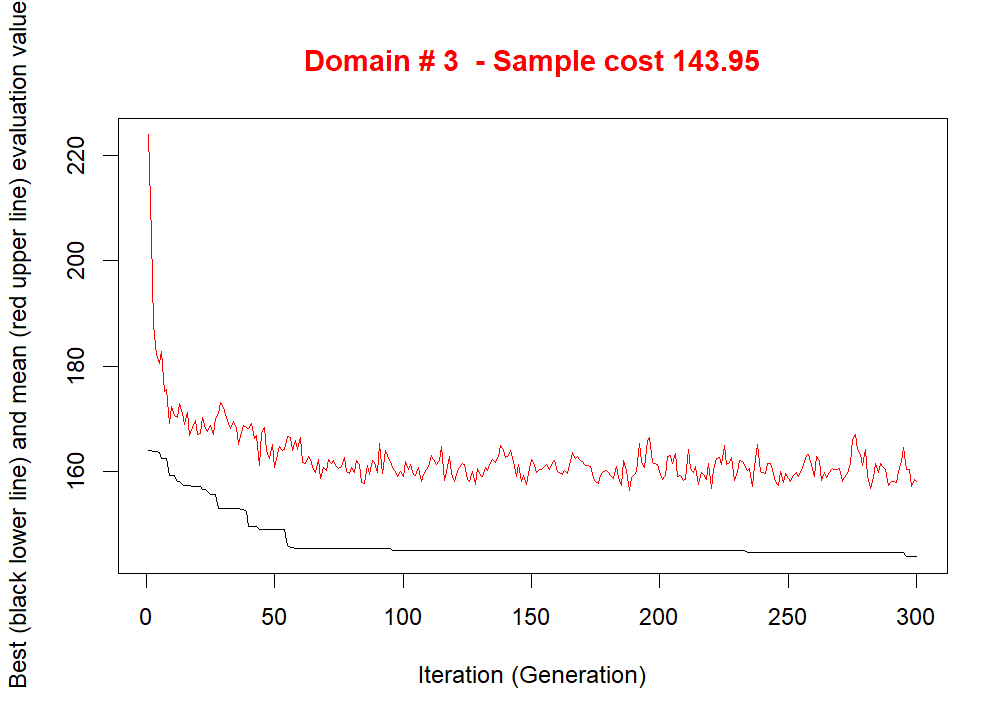 Domain # 3  - Sample cost 143.95
Best (black lower line) and mean (red upper line) evaluation value
220
200
180
160
0 50 100 150 200 250 300
Iteration (Generation)